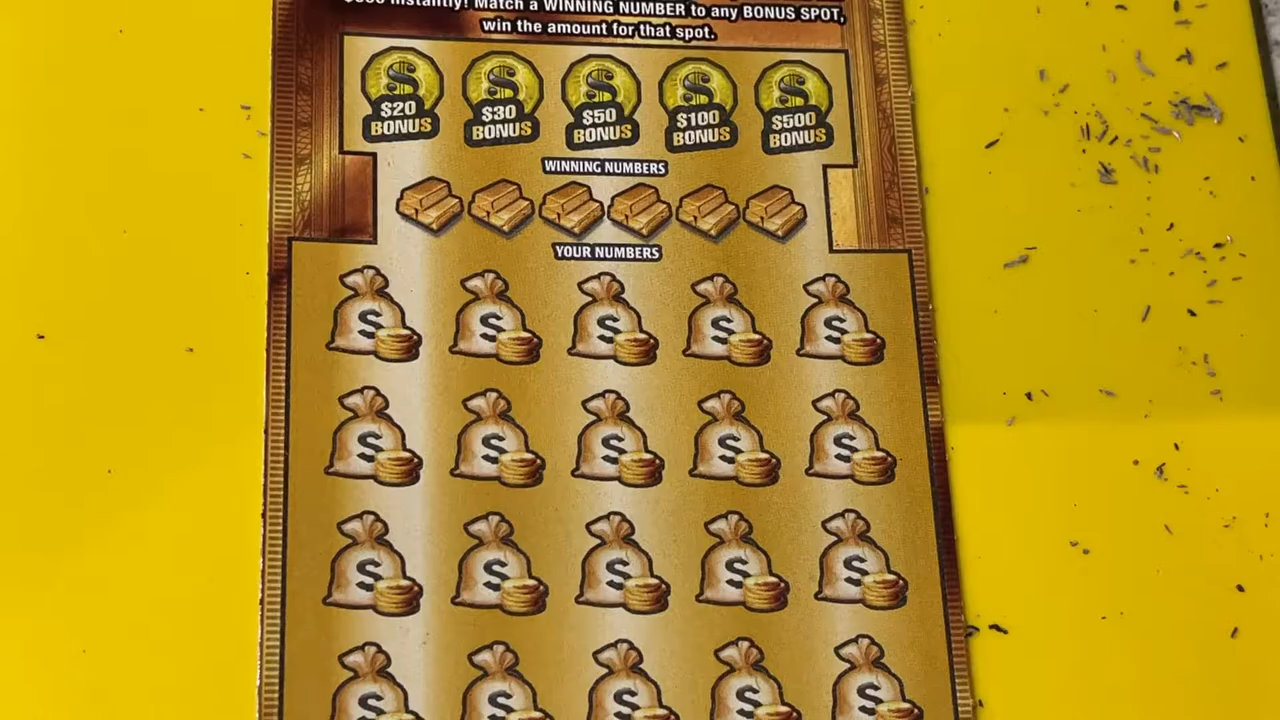 instantly! Match a WINNING NUMBER to any BONUS SPOT,
win the amount for that spot.
$20 BONUS
$30 BONUS
$50 BONUS
$100 BONUS
$500 BONUS
WINNING NUMBERS
YOUR NUMBERS
$ $ $ $ $
$ $ $ $ $
$ $ $ $ $
$ $ $ $ $